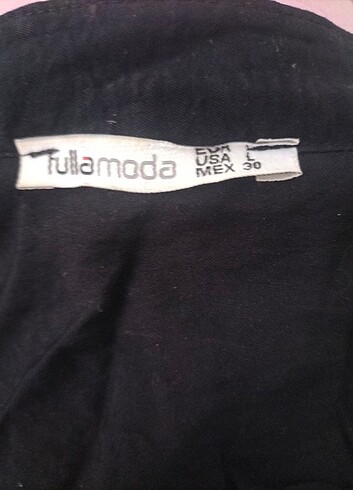 fullamoda
EUR L
USA L
MEX 30